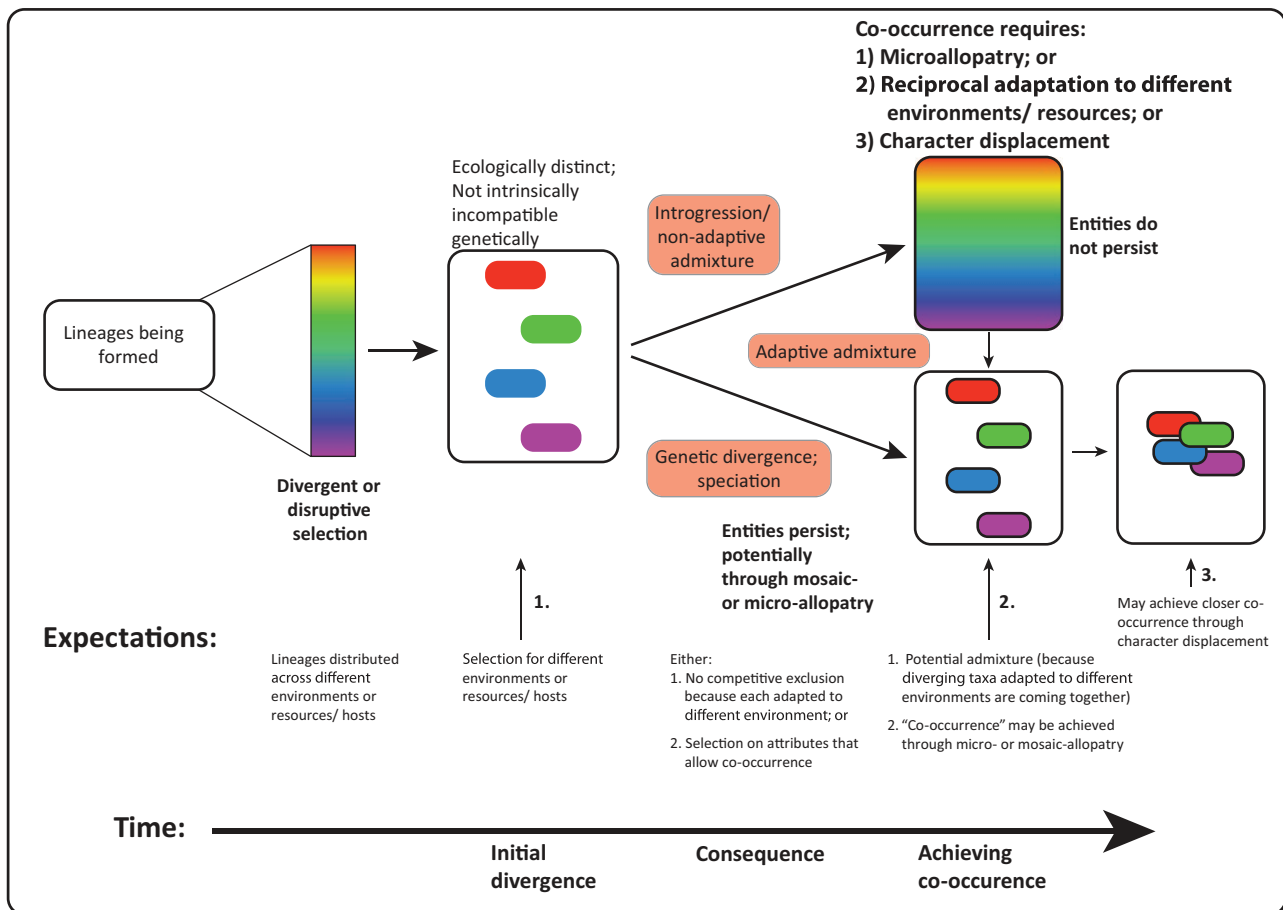 Co-occurrence requires:
1) Microallopatry; or
2) Reciprocal adaptation to different
environments/ resources; or
3) Character displacement
Ecologically distinct;
Not intrinsically
incompatible
genetically
Introgression/
non-adaptive
admixture
Entities do
not persist
Lineages being
formed
Adaptive admixture
Genetic divergence;
speciation
Divergent or
disruptive
selection
Entities persist;
potentially
through mosaic-
or micro-allopatry
1.
2.
3.
May achieve closer co-
occurrence through
character displacement
Expectations:
Lineages distributed
across different
environments or
resources/ hosts
Selection for different
environments or
resources/ hosts
Either:
1. No competitive exclusion
because each adapted to
different environment; or
2. Selection on attributes that
allow co-occurrence
1. Potential admixture (because
diverging taxa adapted to different
environments are coming together)
2. “Co-occurrence” may be achieved
through micro- or mosaic-allopatry
Time:
Initial
divergence
Consequence
Achieving
co-occurence